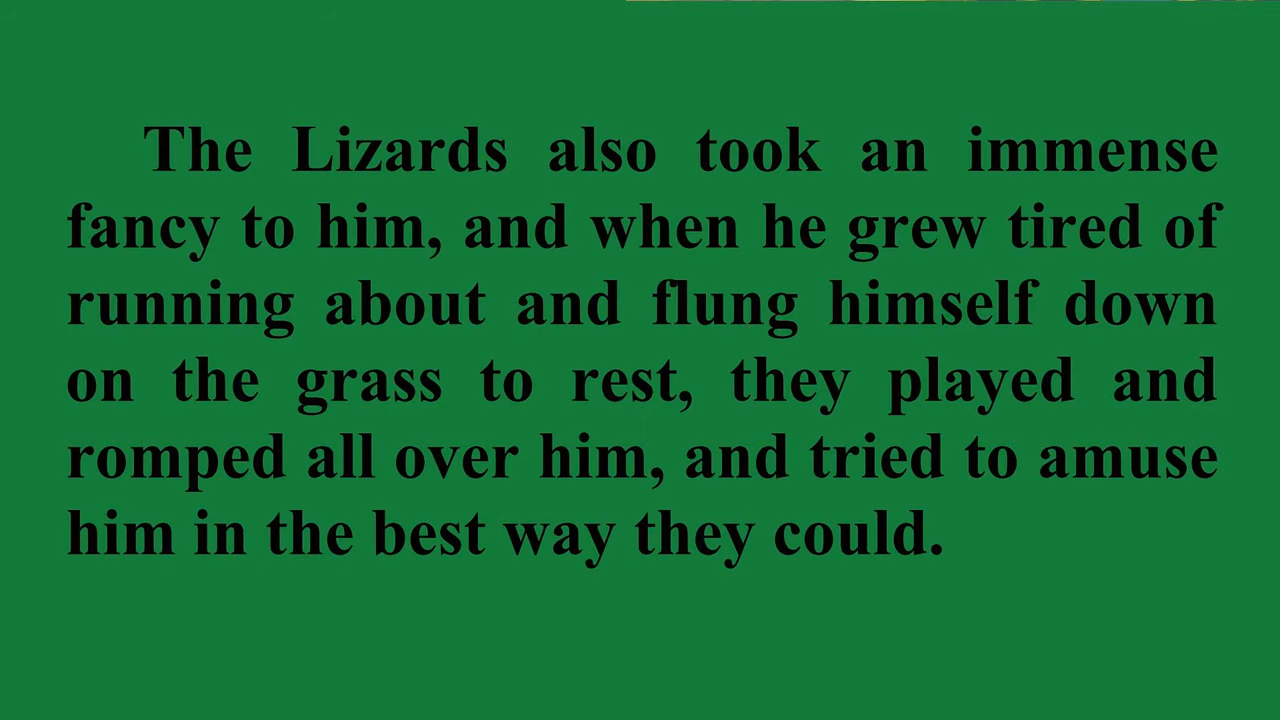 The Lizards also took an immense
fancy to him, and when he grew tired of
running about and flung himself down
on the grass to rest, they played and
romped all over him, and tried to amuse
him in the best way they could.